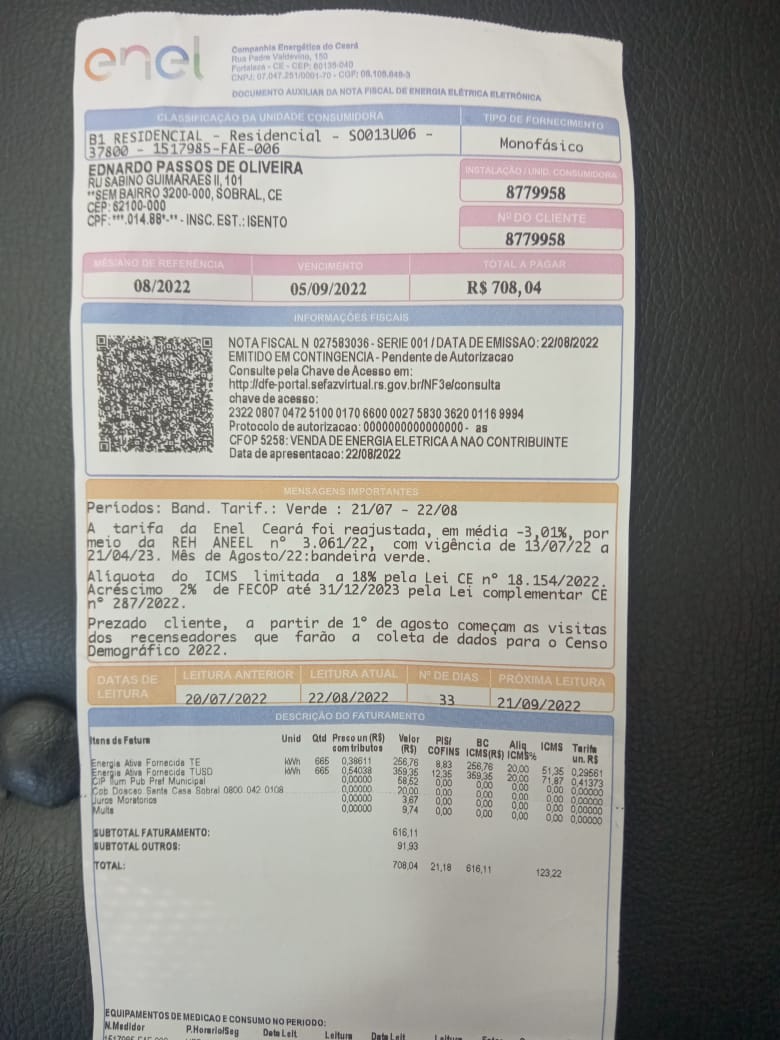 enel
Companhia Energética do Ceará
Rua Padre Valdevino, 150
Fortaleza - CE - CEP: 60135-040
CNPJ: 07.047.251/0001-70 - CGF: 06.105.848-3
DOCUMENTO AUXILIAR DA NOTA FISCAL DE ENERGIA ELÉTRICA ELETRÔNICA
CLASSIFICAÇÃO DA UNIDADE CONSUMIDORA
TIPO DE FORNECIMENTO
B1 RESIDENCIAL - Residencial - S0013U06 -
37800 - 1517985-FAE-006
Monofásico
EDNARDO PASSOS DE OLIVEIRA
RU SABINO GUIMARAES II, 101
**SEM BAIRRO 3200-000, SOBRAL, CE
CEP: 62100-000
CPF: ***.014.88*-** - INSC. EST.: ISENTO
INSTALAÇÃO / UNID. CONSUMIDORA
8779958
Nº DO CLIENTE
8779958
MÊS/ANO DE REFERÊNCIA VENCIMENTO TOTAL A PAGAR
08/2022 05/09/2022 R$ 708,04
INFORMAÇÕES FISCAIS
NOTA FISCAL N 027583036 - SERIE 001 / DATA DE EMISSAO: 22/08/2022
EMITIDO EM CONTINGENCIA - Pendente de Autorizacao
Consulte pela Chave de Acesso em:
http://dfe-portal.sefazvirtual.rs.gov.br/NF3e/consulta
chave de acesso:
2322 0807 0472 5100 0170 6600 0027 5830 3620 0116 9994
Protocolo de autorizacao: 0000000000000000 - as
CFOP 5258: VENDA DE ENERGIA ELETRICA A NAO CONTRIBUINTE
Data de apresentacao: 22/08/2022
MENSAGENS IMPORTANTES
Períodos: Band. Tarif.: Verde : 21/07 - 22/08
A tarifa da Enel Ceará foi reajustada, em média -3,01%, por
meio da REH ANEEL nº 3.061/22, com vigência de 13/07/22 a
21/04/23. Mês de Agosto/22:bandeira verde.
Alíquota do ICMS limitada a 18% pela Lei CE nº 18.154/2022.
Acréscimo 2% de FECOP até 31/12/2023 pela Lei complementar CE
nº 287/2022.
Prezado cliente, a partir de 1º de agosto começam as visitas
dos recenseadores que farão a coleta de dados para o Censo
Demográfico 2022.
DATAS DE LEITURA LEITURA ANTERIOR LEITURA ATUAL Nº DE DIAS PRÓXIMA LEITURA
20/07/2022 22/08/2022 33 21/09/2022
DESCRIÇÃO DO FATURAMENTO
Itens de Fatura Unid Qtd Preco un (R$) com tributos Valor (R$) PIS/ COFINS BC ICMS(R$) Aliq ICMS% ICMS Tarifa un. R$
Energia Ativa Fornecida TE kWh 665 0,38611 256,76 8,83 256,76 20,00 51,35 0,29561
Energia Ativa Fornecida TUSD kWh 665 0,54038 359,35 12,35 359,35 20,00 71,87 0,41373
CIP Ilum Pub Pref Municipal 0,00000 58,52 0,00 0,00 0,00 0,00 0,00000
Cob Doacao Santa Casa Sobral 0800 042 0108 0,00000 20,00 0,00 0,00 0,00 0,00 0,00000
Juros Moratorios 0,00000 3,67 0,00 0,00 0,00 0,00 0,00000
Multa 0,00000 9,74 0,00 0,00 0,00 0,00 0,00000
SUBTOTAL FATURAMENTO: 616,11
SUBTOTAL OUTROS: 91,93
TOTAL: 708,04 21,18 616,11 123,22
EQUIPAMENTOS DE MEDICAO E CONSUMO NO PERIODO:
N.Medidor P.Horario/Seg Data Leit. Leitura Data Leit. Leitura